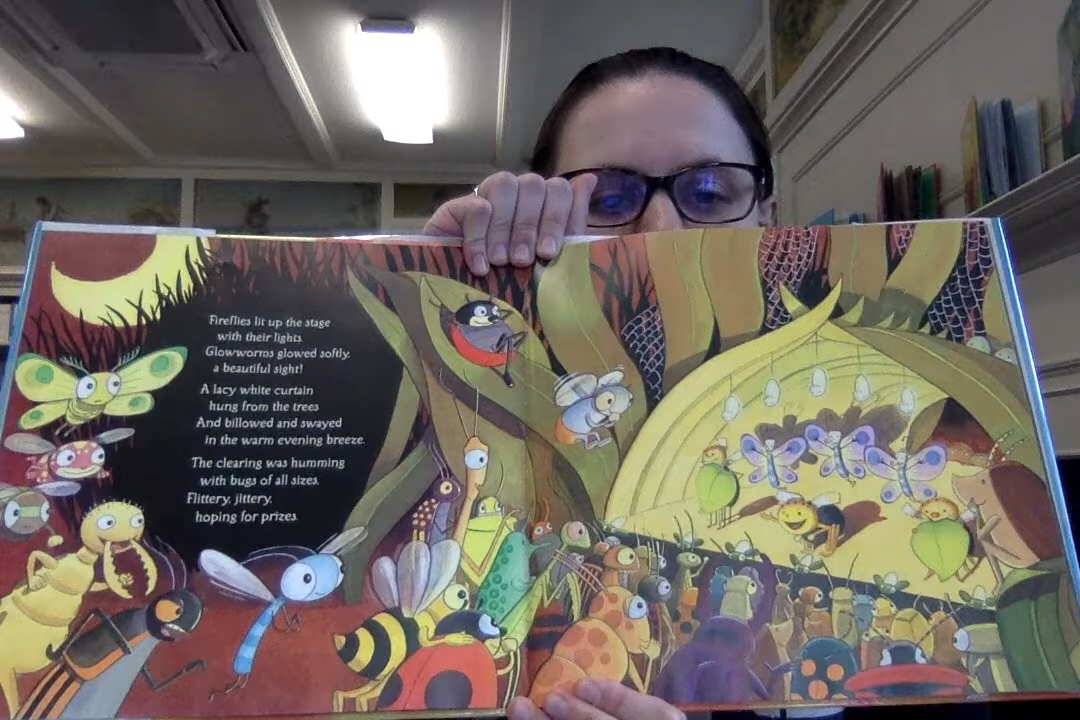 Fireflies lit up the stage
with their lights.
Glowworms glowed softly,
a beautiful sight!
A lacy white curtain
hung from the trees
And billowed and swayed
in the warm evening breeze.
The clearing was humming
with bugs of all sizes,
Flittery, jittery,
hoping for prizes.